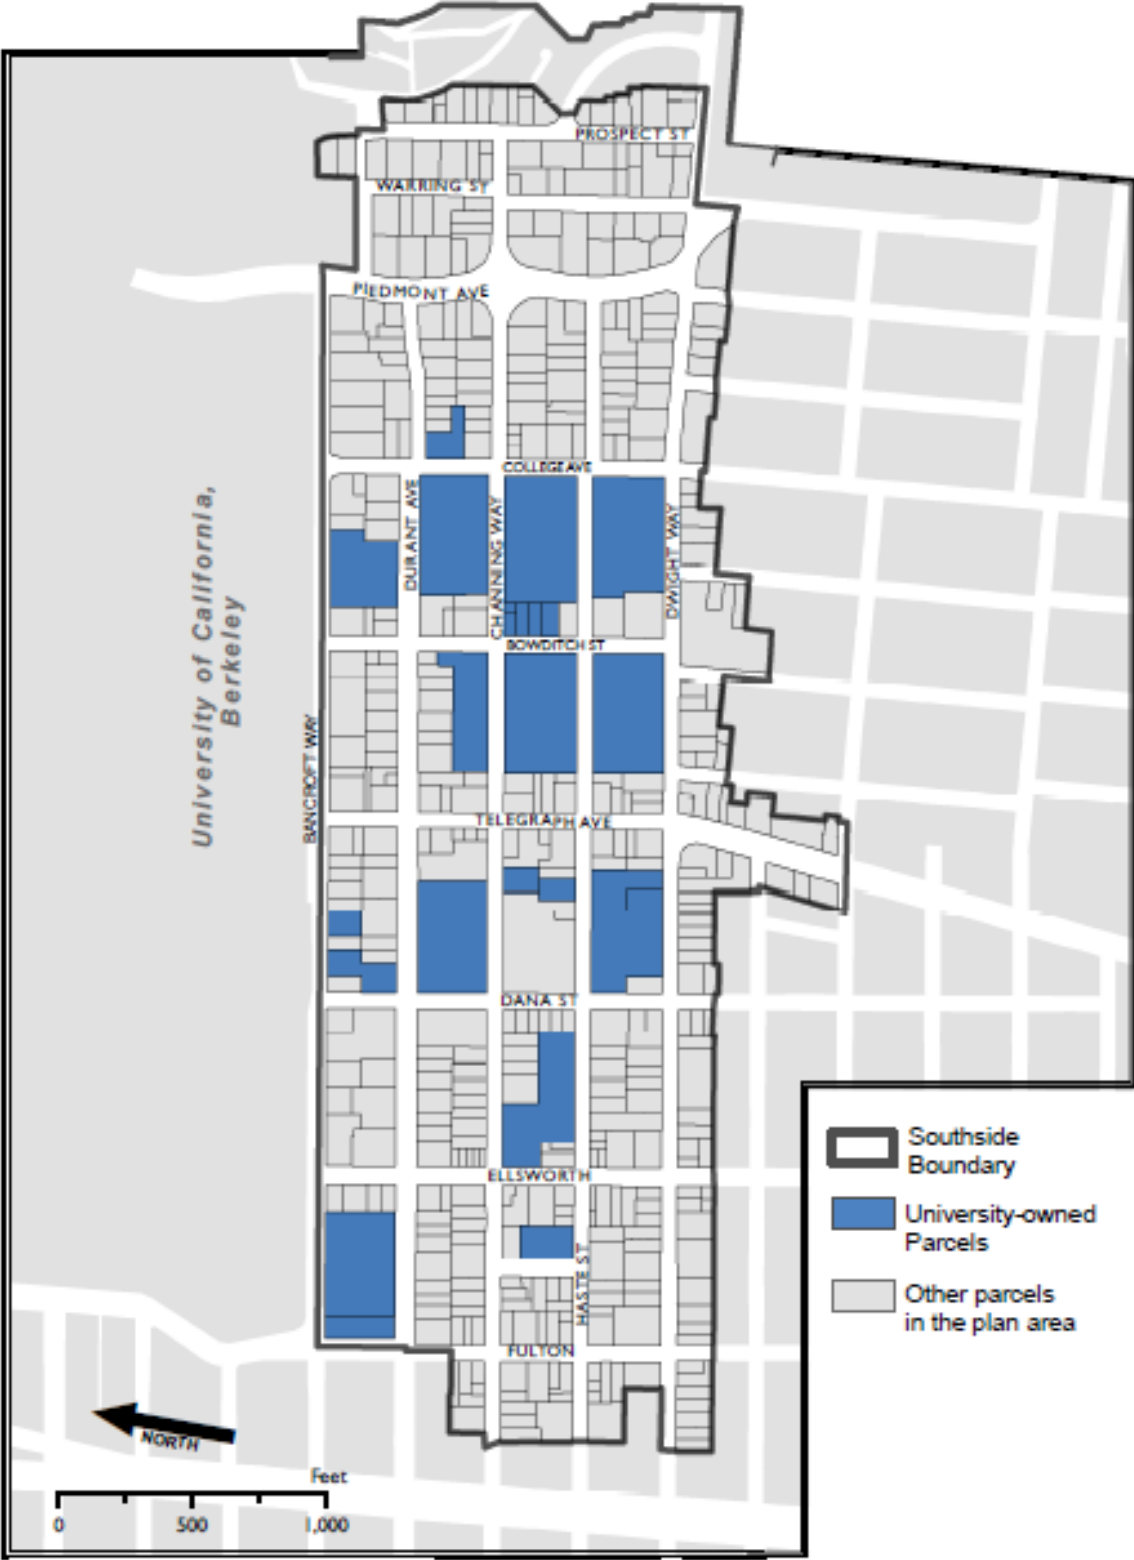 PROSPECT ST
WARRING ST
PIEDMONT AVE
COLLEGE AVE
DURANT AVE
CHANNING WAY
DWIGHT WAY
BOWDITCH ST
University of California,
Berkeley
BANCROFT WAY
TELEGRAPH AVE
DANA ST
ELLSWORTH
HASTE ST
FULTON
Southside
Boundary
University-owned
Parcels
Other parcels
in the plan area
NORTH
Feet
0 500 1,000